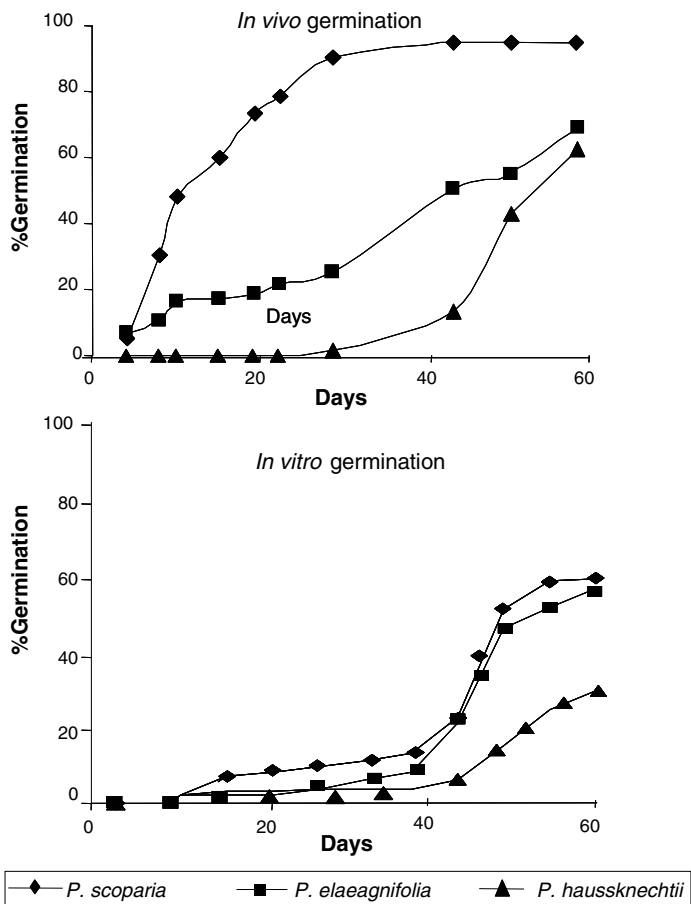 In vivo germination
100
80
60
40
20
0
%Germination
Days
0 20 40 60
Days
In vitro germination
100
80
60
40
20
0
%Germination
0 20 40 60
Days
P. scoparia P. elaeagnifolia P. haussknechtii